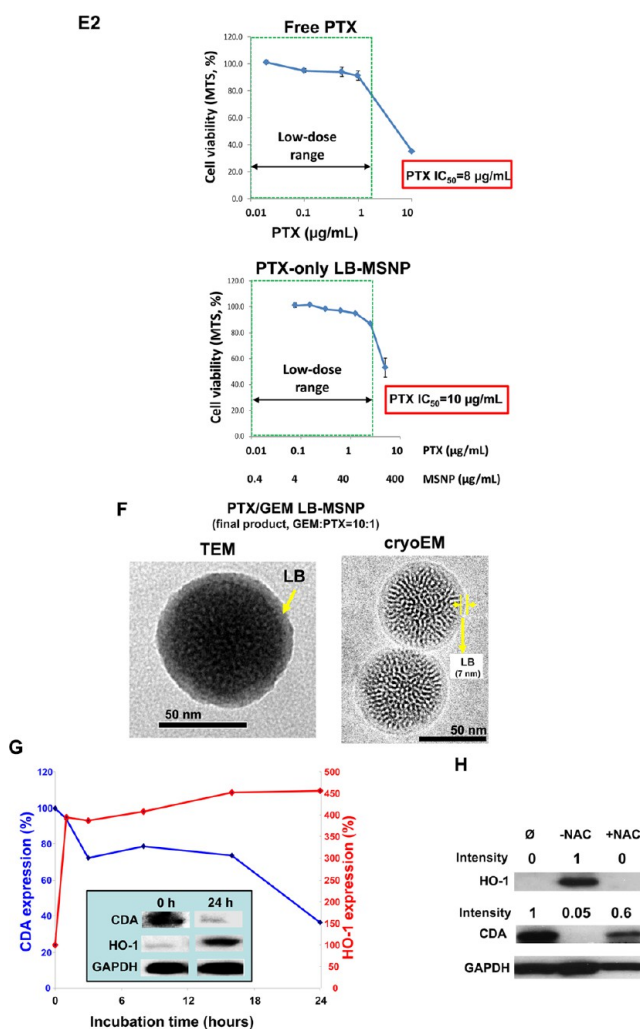 E2
Free PTX
Cell viability (MTS, %)
120.0
100.0
80.0
60.0
40.0
20.0
0.0
Low-dose
range
PTX IC50=8 μg/mL
0.01 0.1 1 10
PTX (μg/mL)
PTX-only LB-MSNP
Cell viability (MTS, %)
120.0
100.0
80.0
60.0
40.0
20.0
0.0
Low-dose
range
PTX IC50=10 μg/mL
0.01 0.1 1 10 PTX (μg/mL)
0.4 4 40 400 MSNP (μg/mL)
F
PTX/GEM LB-MSNP
(final product, GEM:PTX=10:1)
TEM
LB
50 nm
cryoEM
LB
(7 nm)
50 nm
G
CDA expression (%)
120
100
80
60
40
20
0
HO-1 expression (%)
500
450
400
350
300
250
200
150
100
50
0
0 h 24 h
CDA
HO-1
GAPDH
0 6 12 18 24
Incubation time (hours)
H
Ø -NAC +NAC
Intensity 0 1 0
HO-1
Intensity 1 0.05 0.6
CDA
GAPDH